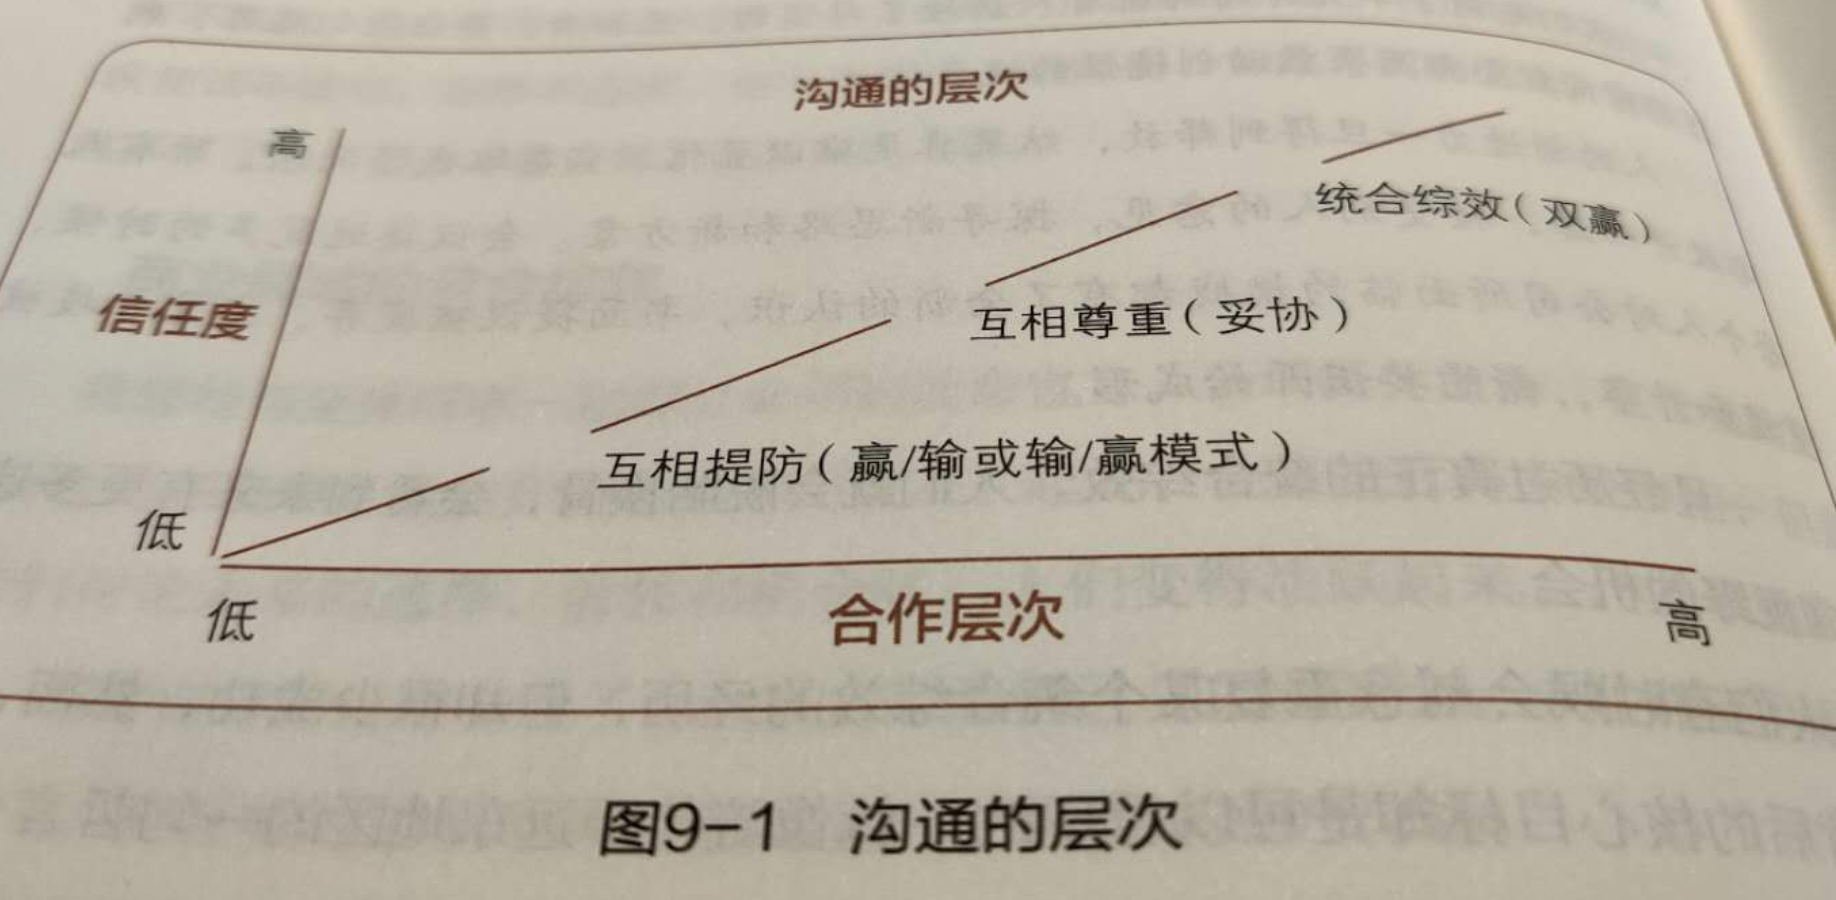 沟通的层次
高
统合综效（双赢）
信任度
互相尊重（妥协）
互相提防（赢/输或输/赢模式）
低
低
合作层次
高
图9-1 沟通的层次